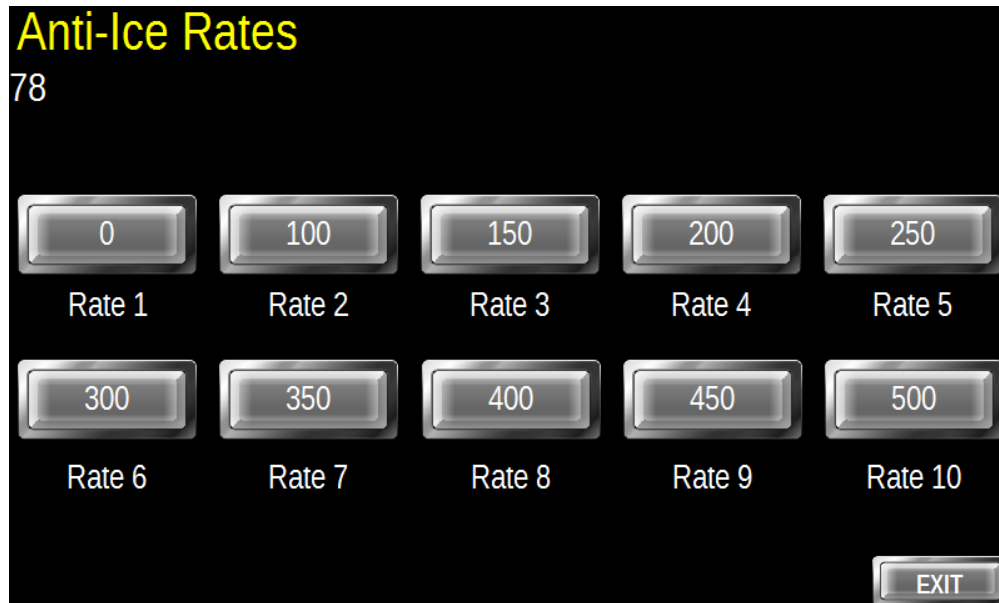 Anti-Ice Rates
78
0 100 150 200 250
Rate 1 Rate 2 Rate 3 Rate 4 Rate 5
300 350 400 450 500
Rate 6 Rate 7 Rate 8 Rate 9 Rate 10
EXIT